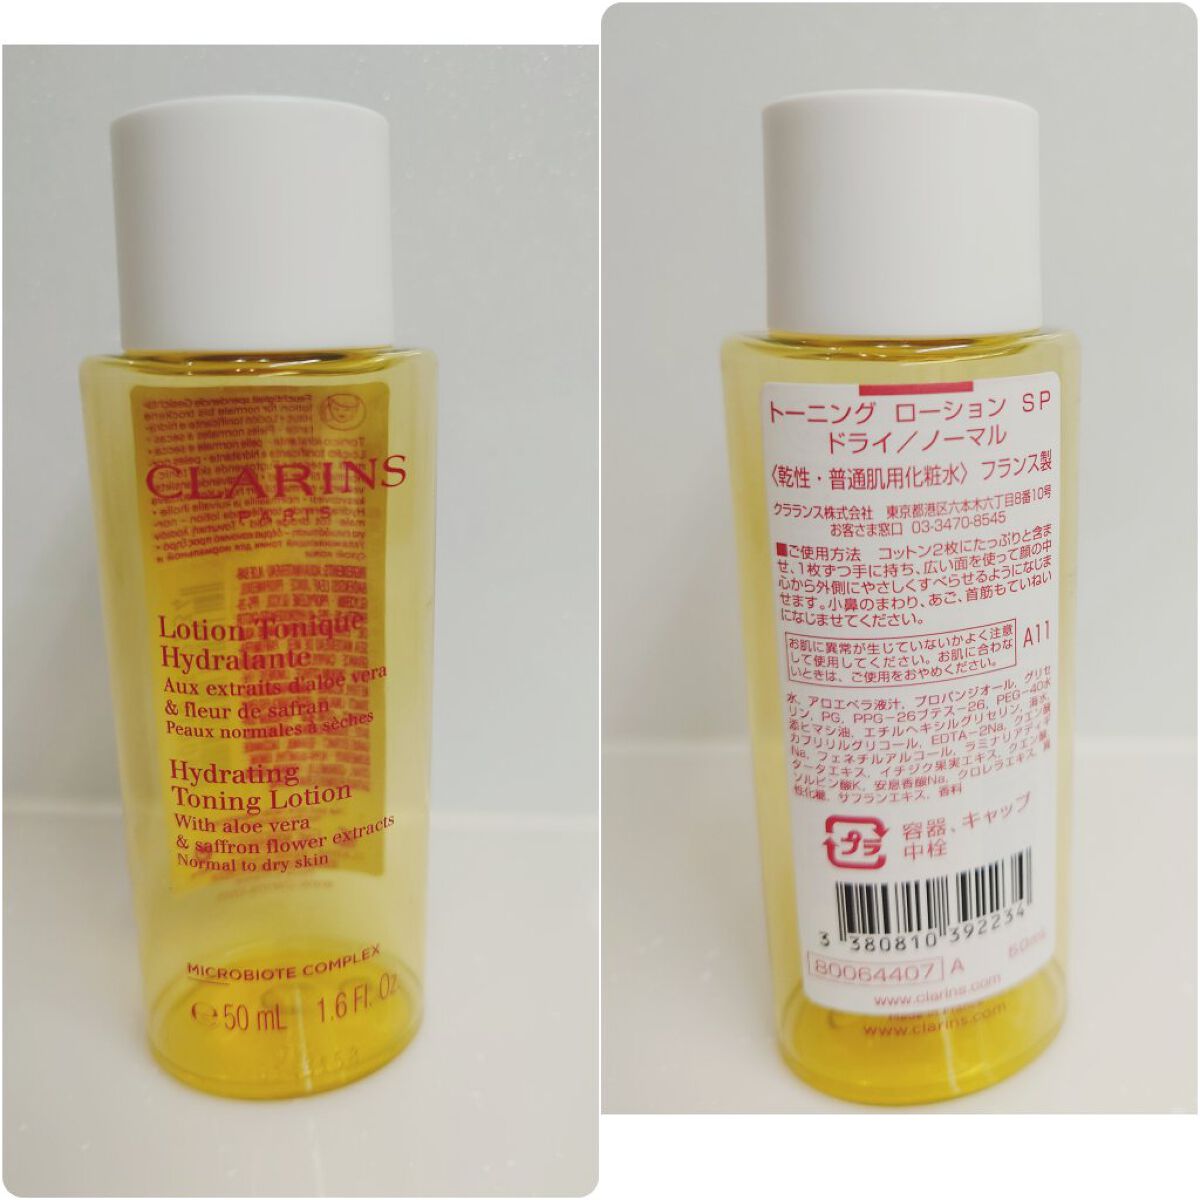 CLARINS
PARIS
Lotion Tonique
Hydratante
Aux extraits d'aloe vera
& fleur de safran
Peaux normales à sèches
Hydrating
Toning Lotion
With aloe vera
& saffron flower extracts
Normal to dry skin
MICROBIOTE COMPLEX
℮50 mL 1.6 Fl. Oz.
トーニング ローション SP
ドライ／ノーマル
〈乾性・普通肌用化粧水〉 フランス製
クラランス株式会社 東京都港区六本木六丁目8番10号
お客さま窓口 03-3470-8545
■ご使用方法 コットン2枚にたっぷりと含ま
せ、1枚ずつ手に持ち、広い面を使って顔の中
心から外側にやさしくすべらせるようになじま
せます。小鼻のまわり、あご、首筋もていねい
になじませてください。
お肌に異常が生じていないかよく注意
して使用してください。お肌に合わな
いときは、ご使用をおやめください。
A11
水、アロエベラ液汁、プロパンジオール、グリセ
リン、PG、PPG-26ブテス-26、PEG-40水
添ヒマシ油、エチルヘキシルグリセリン、海水、
カプリリルグリコール、EDTA-2Na、クエン酸
Na、フェネチルアルコール、ラミナリアディギ
タータエキス、イチジク果実エキス、クエン酸、
ソルビン酸K、安息香酸Na、クロレラエキス、異
性化糖、サフランエキス、香料
プラ
容器、キャップ
中栓
3 380810 392234
80064407 A
50mL
www.clarins.com
Made in France
www.clarins.com